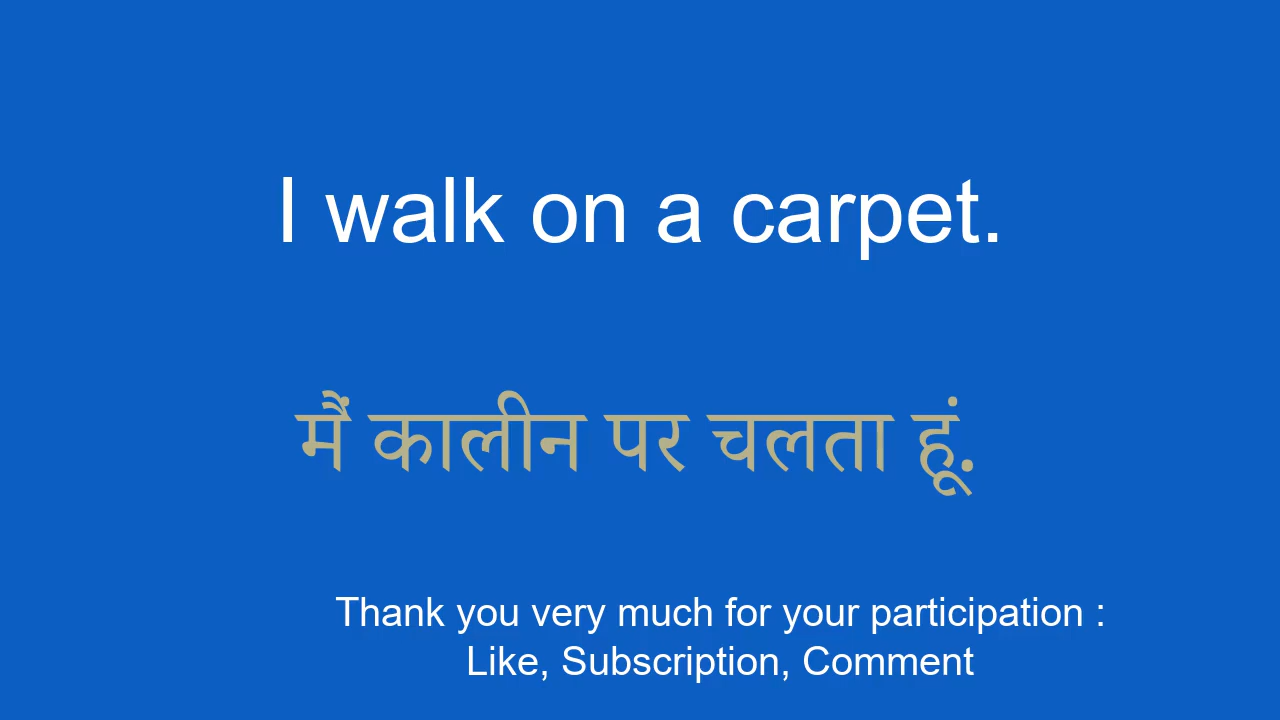 I walk on a carpet.
मैं कालीन पर चलता हूं.
Thank you very much for your participation :
Like, Subscription, Comment